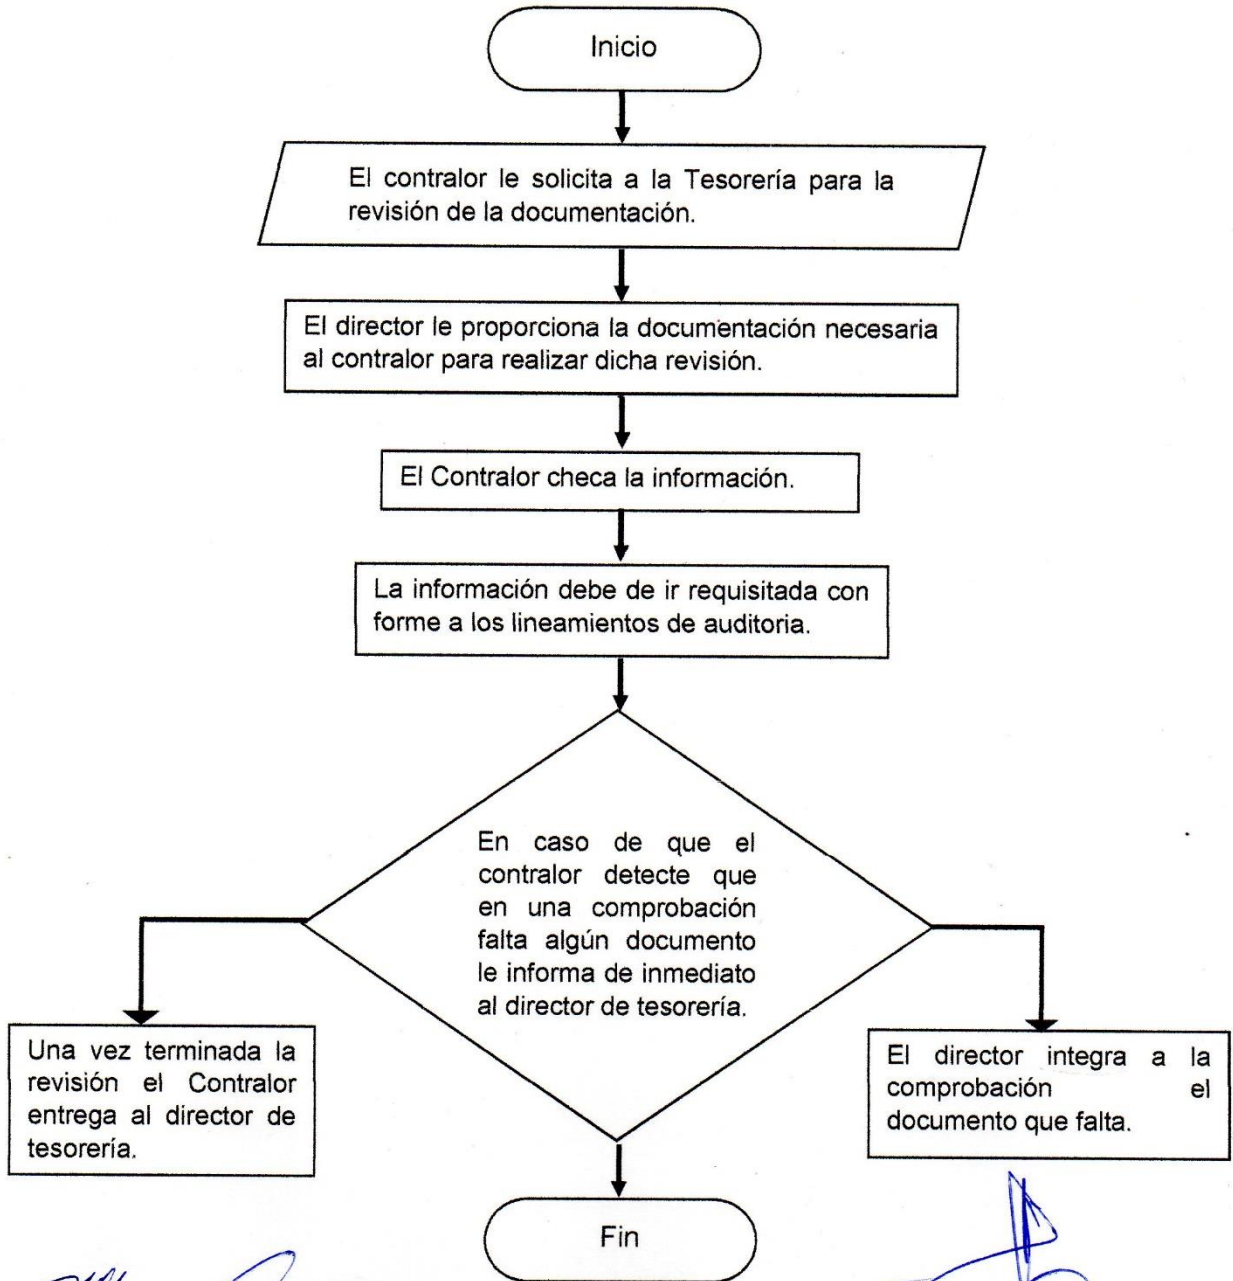 Inicio
El contralor le solicita a la Tesorería para la
revisión de la documentación.
El director le proporciona la documentación necesaria
al contralor para realizar dicha revisión.
El Contralor checa la información.
La información debe de ir requisitada con
forme a los lineamientos de auditoria.
En caso de que el
contralor detecte que
en una comprobación
falta algún documento
le informa de inmediato
al director de tesorería.
Una vez terminada la
revisión el Contralor
entrega al director de
tesorería.
El director integra a la
comprobación el
documento que falta.
Fin